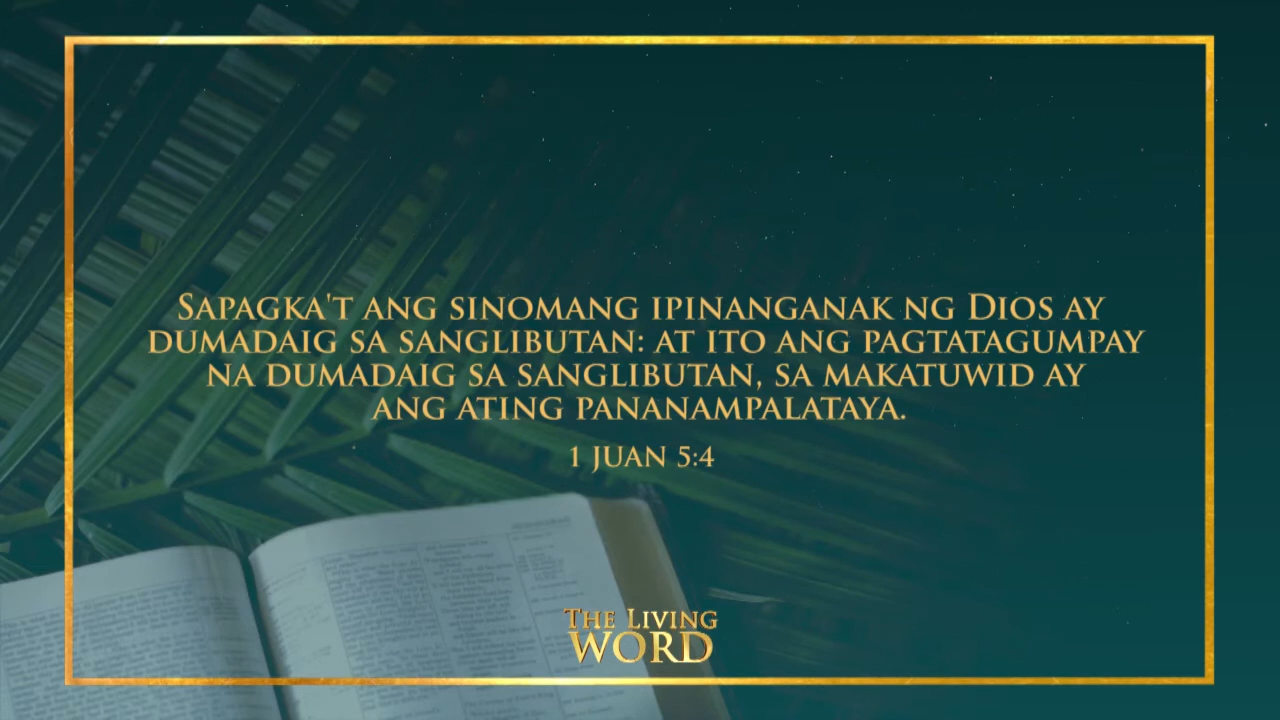 Sapagka't ang sinomang ipinanganak ng Dios ay
dumadaig sa sanglibutan: at ito ang pagtatagumpay
na dumadaig sa sanglibutan, sa makatuwid ay
ang ating pananampalataya.
1 Juan 5:4
The Living
WORD